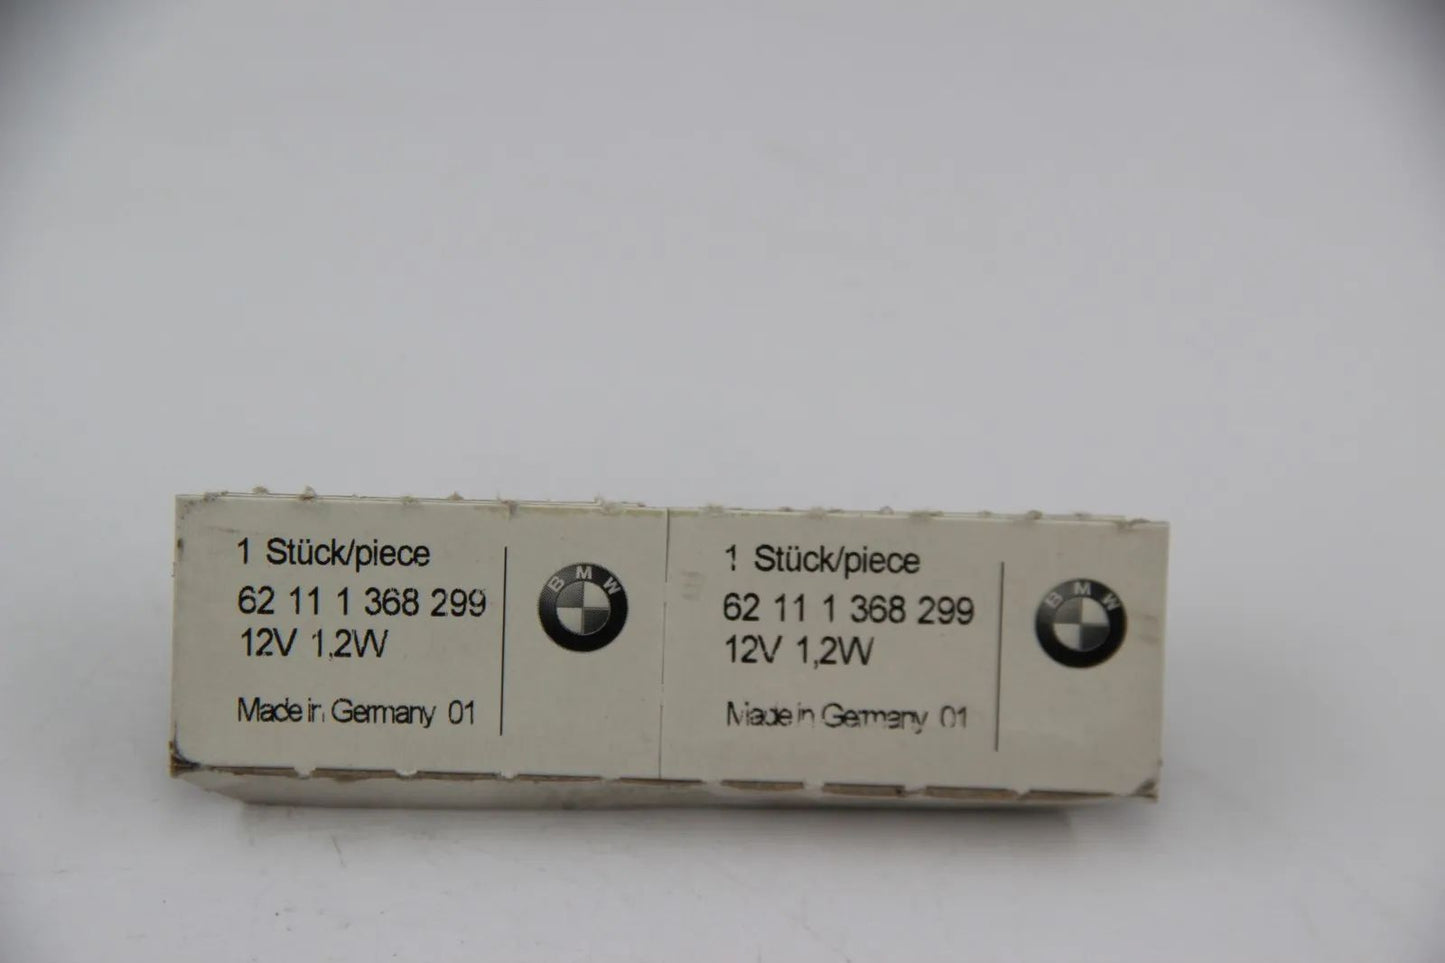 1 Stück/piece
62 11 1 368 299
12V 1,2W
Made in Germany 01
BMW
1 Stück/piece
62 11 1 368 299
12V 1,2W
Made in Germany 01
BMW